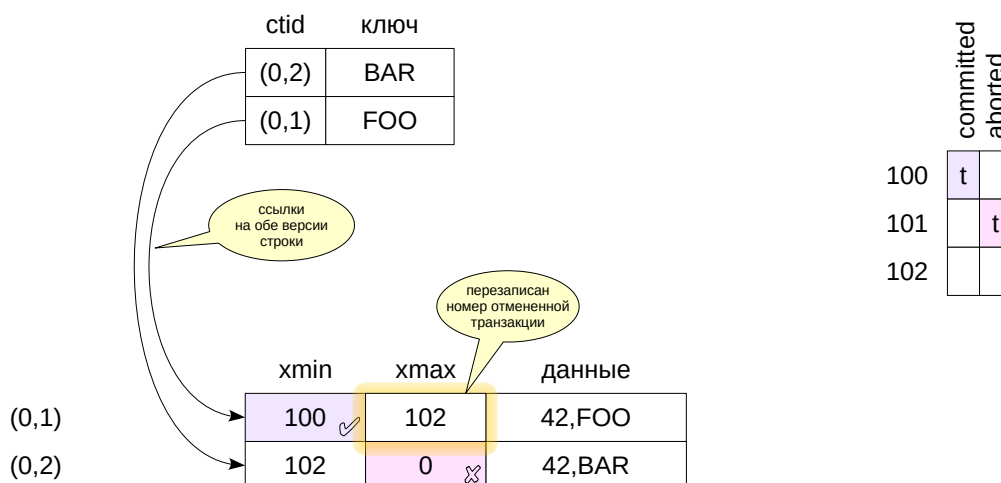 ctid ключ
(0,2) BAR
(0,1) FOO
committed
aborted
100 t
101 t
102
ссылки
на обе версии
строки
перезаписан
номер отмененной
транзакции
xmin xmax данные
(0,1) 100 102 42,FOO
(0,2) 102 0 42,BAR